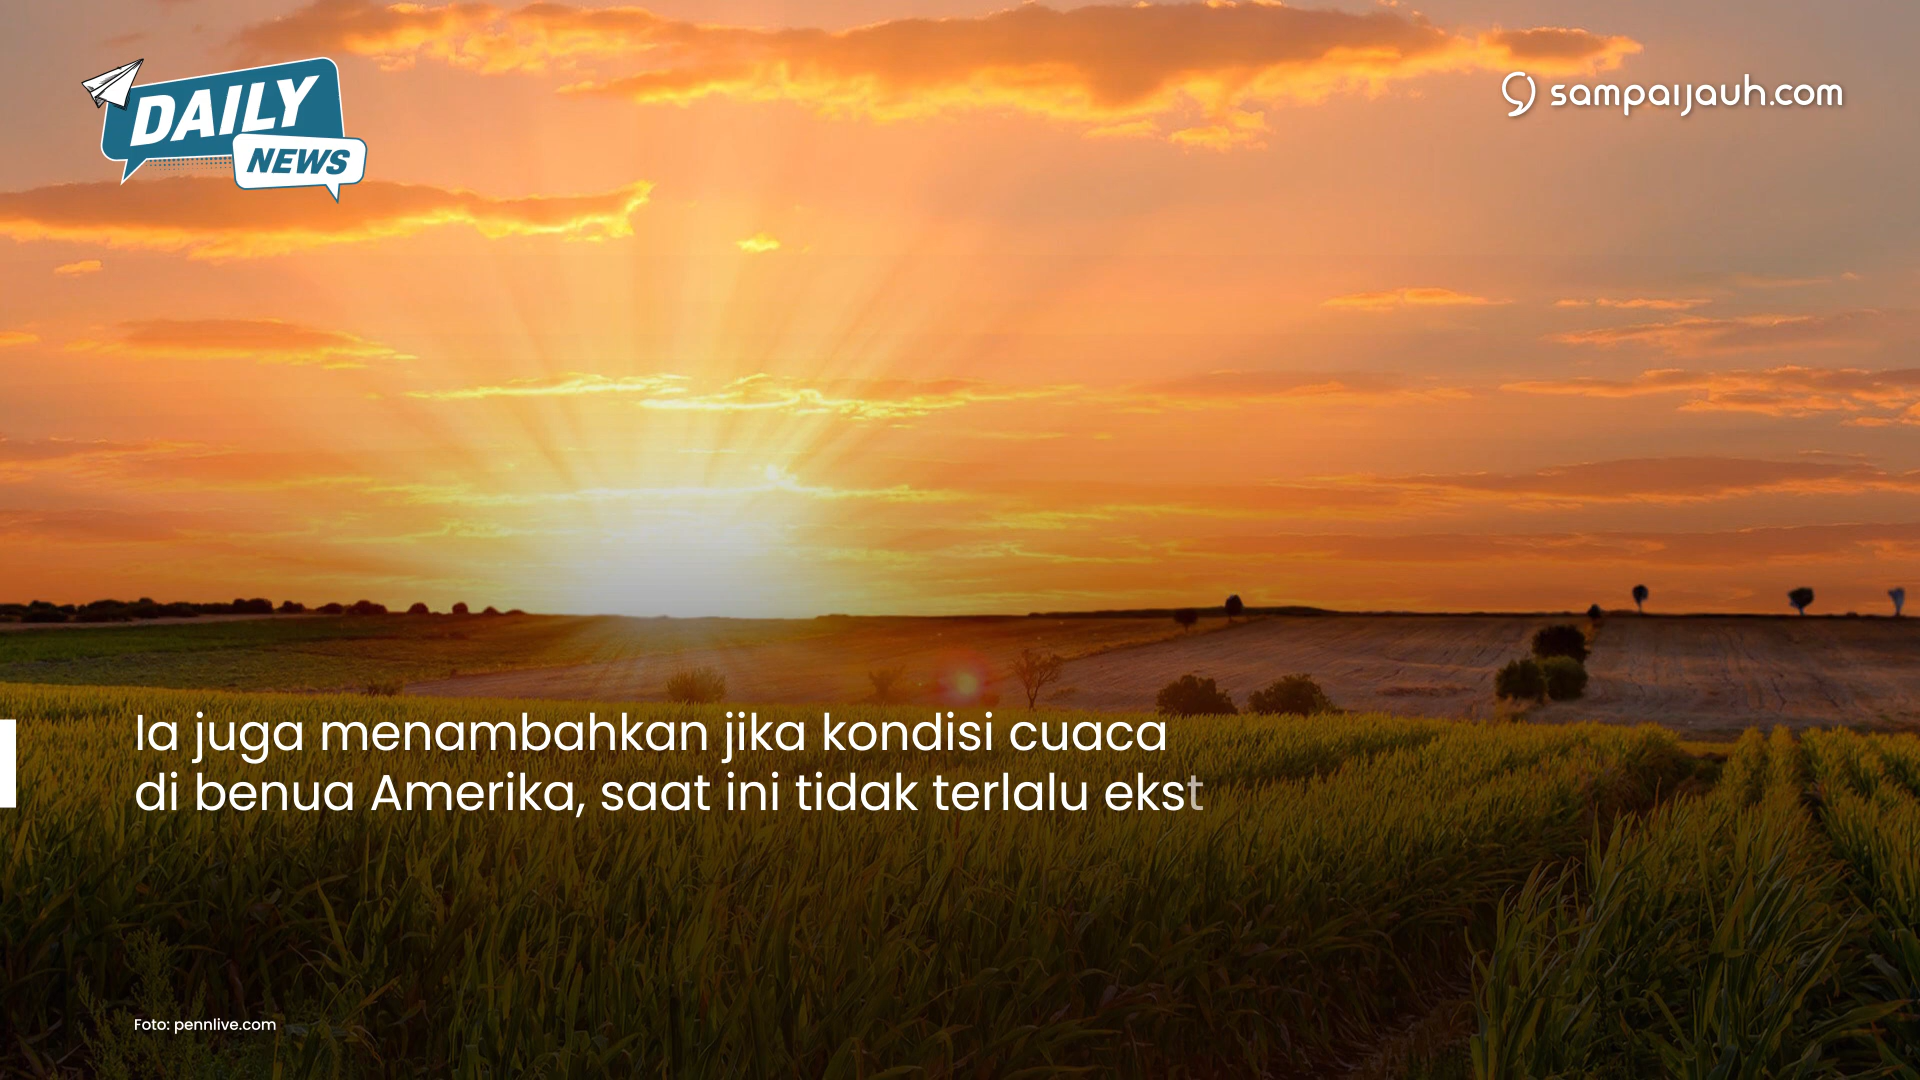 DAILY
NEWS
sampaijauh.com
Ia juga menambahkan jika kondisi cuaca
di benua Amerika, saat ini tidak terlalu ekst
Foto: pennlive.com